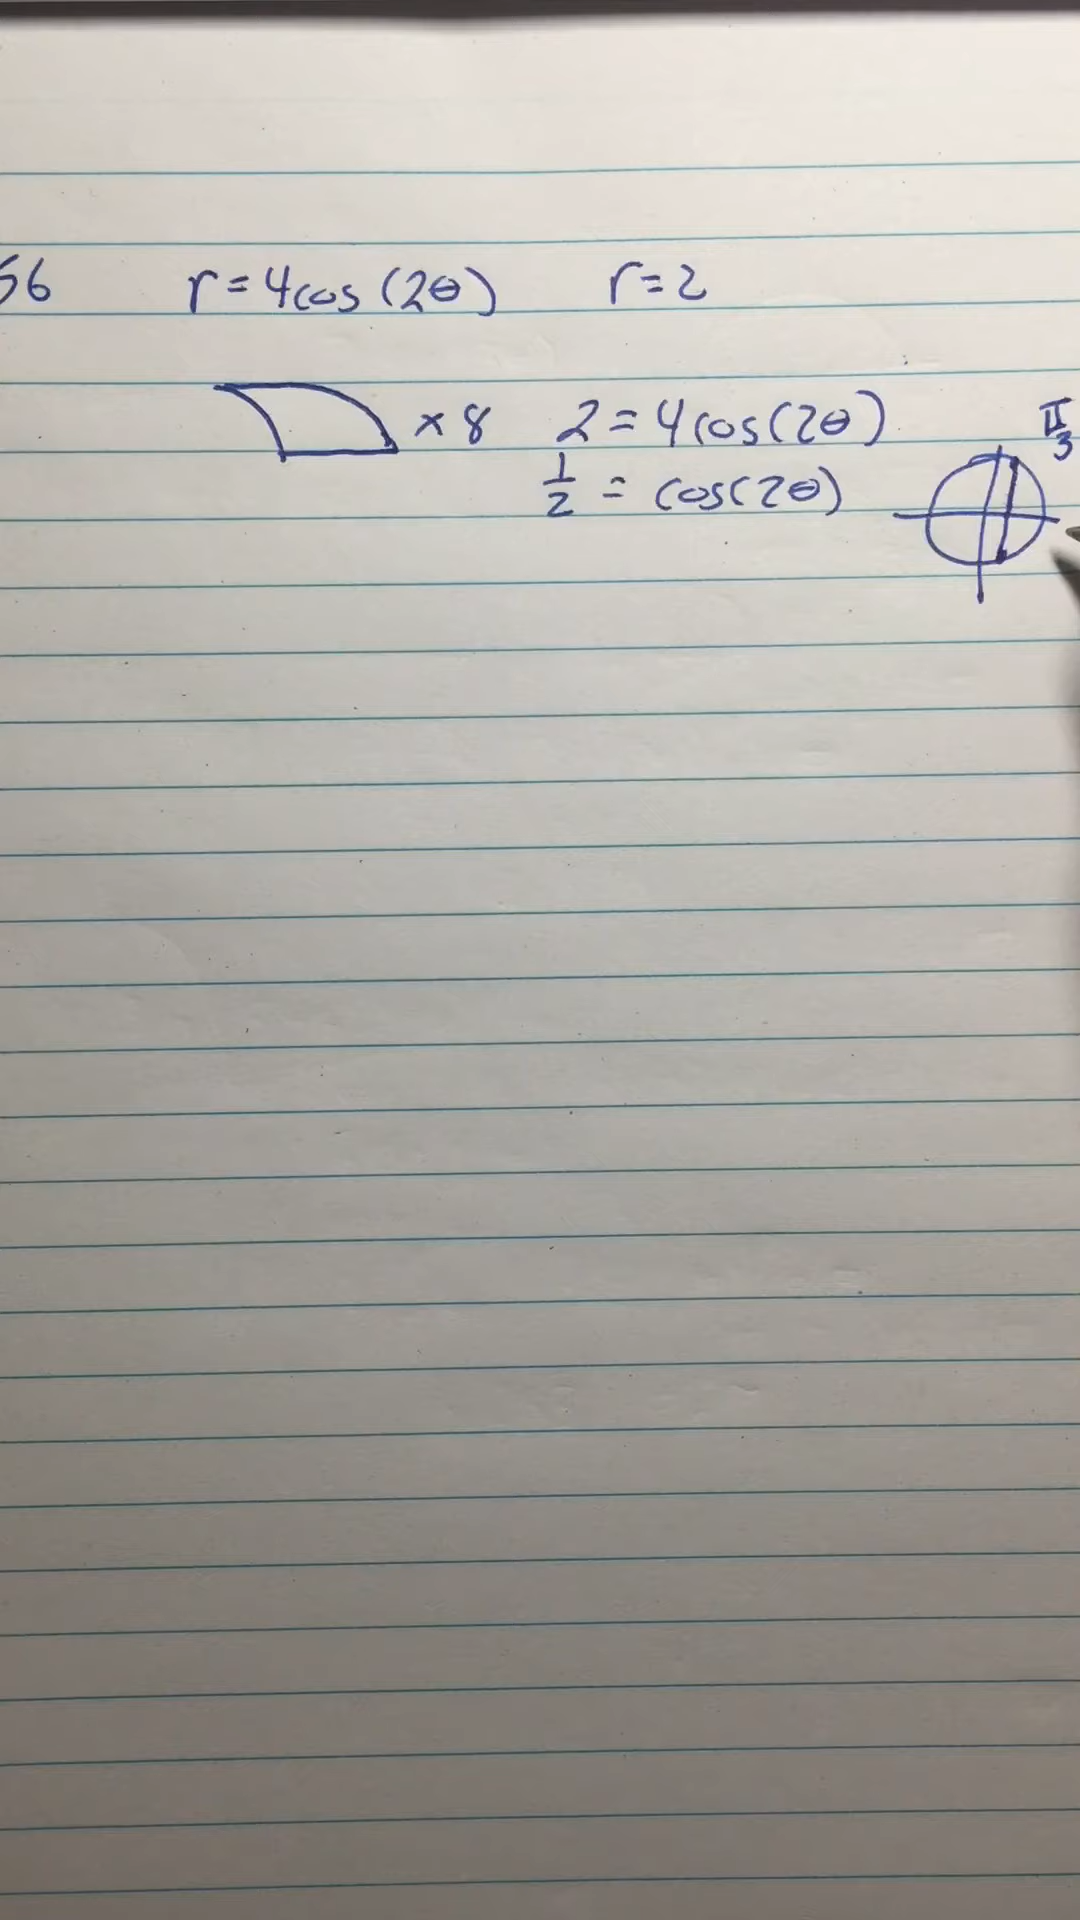 56 r = 4cos(2θ) r = 2
× 8 2 = 4cos(2θ) π/3
1/2 = cos(2θ)